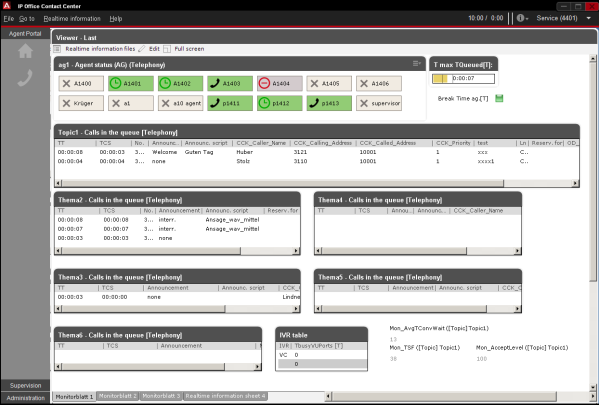 IP Office Contact Center
File Go to Realtime information Help
10:00 / 0:00 Service (4401)
Agent Portal
Viewer - Last
Realtime information files Edit Full screen
ag1 - Agent status (AG) (Telephony)
A1400 A1401 A1402 A1403 A1404 A1405 A1406
Krüger a1 a10 agent p1411 p1412 p1413 supervisor
T max TQueued[T]:
0:00:07
Break Time ag.[T]
Topic1 - Calls in the queue [Telephony]
TT TCS No. Announc. Announc. script CCK_Caller_Name CCK_Calling_Address CCK_Called_Address CCK_Priority test Ln Reserv. for OD_
00:00:08 00:00:03 3... Welcome Guten Tag Huber 3121 10001 1 xxx C..
00:00:04 00:00:04 3... none Stolz 3110 10001 1 xxxx1 C..
Thema2 - Calls in the queue [Telephony]
TT TCS No. Announcement Announc. script Reserv.for
00:00:08 00:00:08 3... interr. Ansage_wav_mittel
00:00:07 00:00:07 3... interr. Ansage_wav_mittel
00:00:03 00:00:03 3... none
Thema4 - Calls in the queue [Telephony]
TT TCS Annou. Announc. CCK_Caller_Name
Thema3 - Calls in the queue [Telephony]
TT TCS Announcement Announc. script CCK_
00:00:03 00:00:00 none Lindne
Thema5 - Calls in the queue [Telephony]
TT TCS Announcement Announc. script CCK_C
Thema6 - Calls in the queue [Telephony]
TT TCS Announcement
IVR table
IVR TbusyVUPorts [T]
VC 0
0
Mon_AvgTConvWait ([Topic] Topic1)
13
Mon_TSF ([Topic] Topic1) Mon_AcceptLevel ([Topic] Topic1)
38 100
Supervision
Administration
Monitorblatt 1 Monitorblatt 2 Monitorblatt 3 Realtime information sheet 4